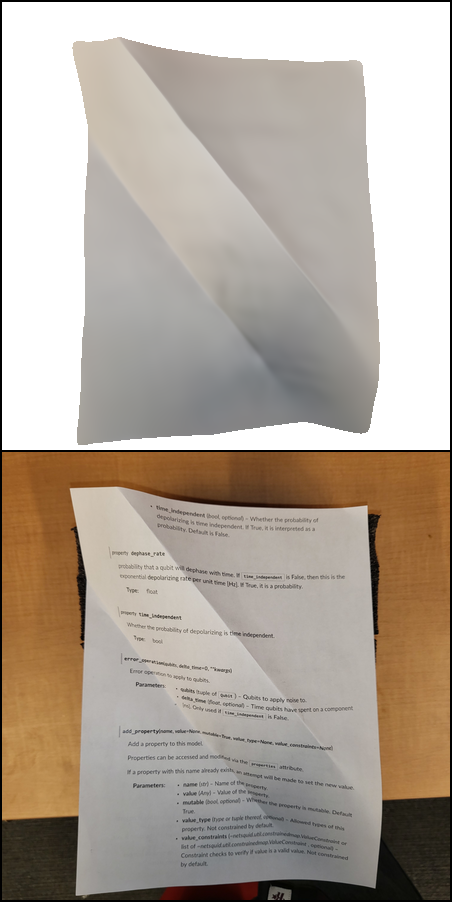 • time_independent (bool, optional) – Whether the probability of
depolarizing is time independent. If True, it is interpreted as a
probability. Default is False.
property dephase_rate
probability that a qubit will dephase with time. If time_independent is False, then this is the
exponential depolarizing rate per unit time [Hz]. If True, it is a probability.
Type: float
property time_independent
Whether the probability of depolarizing is time independent.
Type: bool
error_operation(qubits, delta_time=0, **kwargs)
Error operation to apply to qubits.
Parameters: • qubits (tuple of Qubit) – Qubits to apply noise to.
• delta_time (float, optional) – Time qubits have spent on a component
[ns]. Only used if time_independent is False.
add_property(name, value=None, mutable=True, value_type=None, value_constraints=None)
Add a property to this model.
Properties can be accessed and modified via the properties attribute.
If a property with this name already exists, an attempt will be made to set the new value
Parameters: • name (str) – Name of the property.
• value (Any) – Value of the property.
• mutable (bool, optional) – Whether the property is mutable. Default
True.
• value_type (type or tuple thereof, optional) – Allowed types of this
property. Not constrained by default.
• value_constraints (~netsquid.util.constrainedmap.ValueConstraint or
list of ~netsquid.util.constrainedmap.ValueConstraint , optional) –
Constraint checks to verify if value is a valid value. Not constrained
by default.